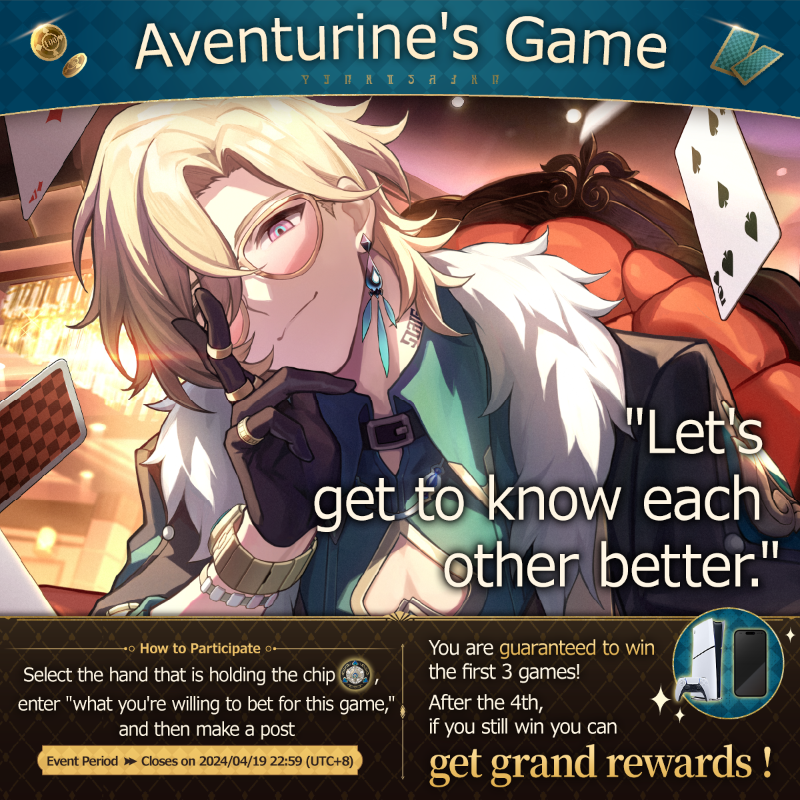 Aventurine's Game
"Let's
get to know each
other better."
How to Participate
Select the hand that is holding the chip ,
enter "what you're willing to bet for this game,"
and then make a post
Event Period ➳ Closes on 2024/04/19 22:59 (UTC+8)
You are guaranteed to win
the first 3 games!
After the 4th,
if you still win you can
get grand rewards !